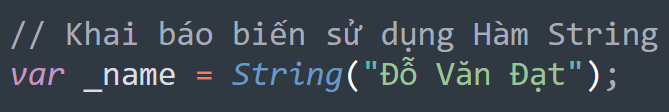 // Khai báo biến sử dụng Hàm String
var _name = String("Đỗ Văn Đạt");